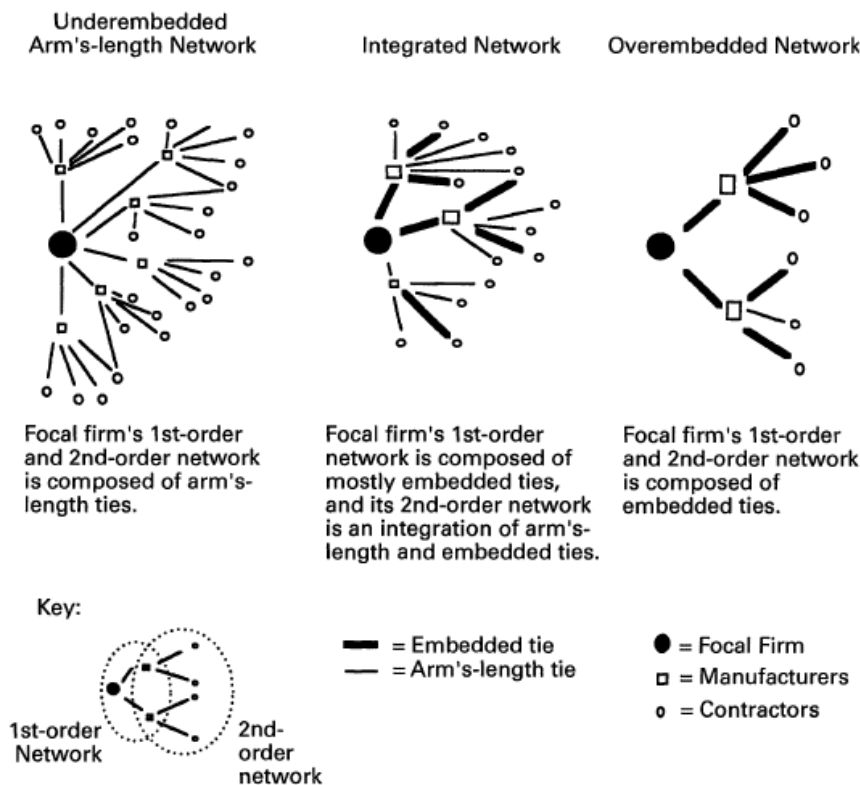 Underembedded
Arm's-length Network
Integrated Network
Overembedded Network
Focal firm's 1st-order
and 2nd-order network
is composed of arm's-
length ties.
Focal firm's 1st-order
network is composed of
mostly embedded ties,
and its 2nd-order network
is an integration of arm's-
length and embedded ties.
Focal firm's 1st-order
and 2nd-order network
is composed of
embedded ties.
Key:
1st-order
Network
2nd-
order
network
= Embedded tie
= Arm's-length tie
= Focal Firm
= Manufacturers
= Contractors